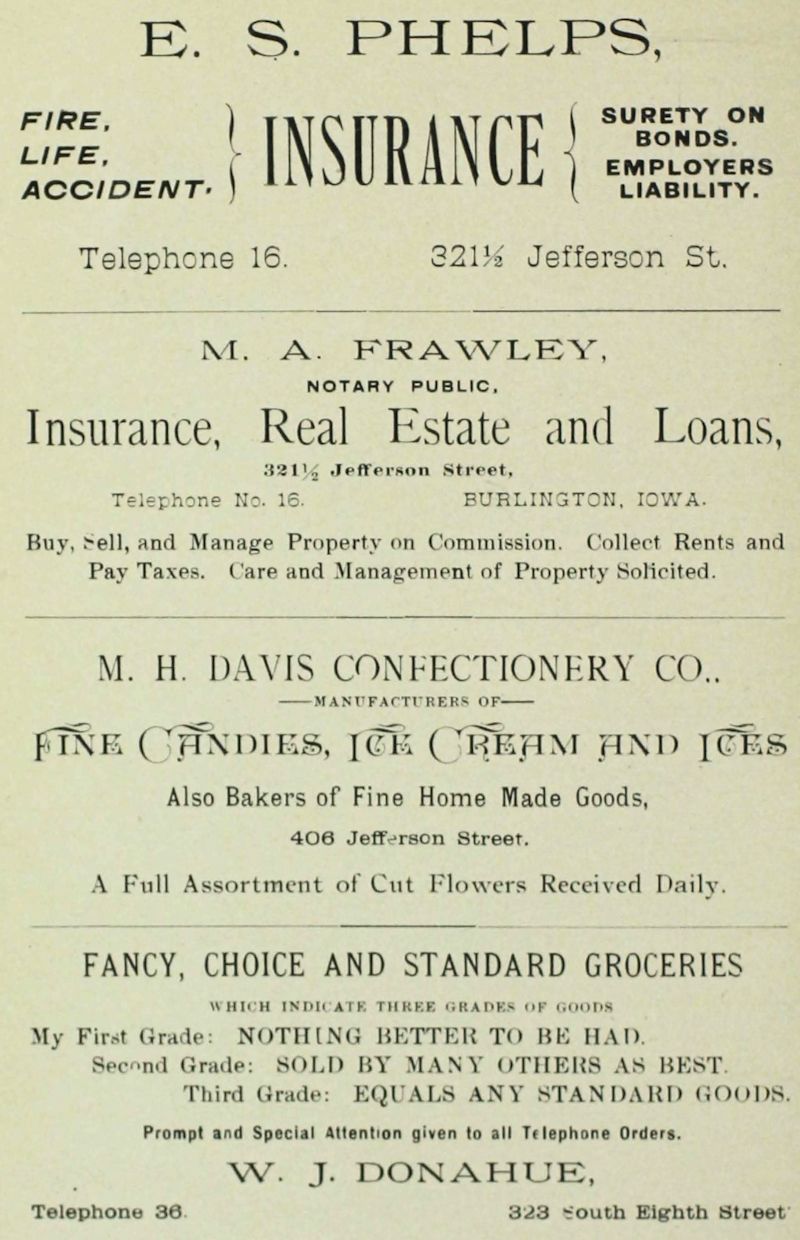 E. S. PHELPS,
FIRE,
LIFE,
ACCIDENT.
INSURANCE
SURETY ON
BONDS.
EMPLOYERS
LIABILITY.
Telephone 16. 321½ Jefferson St.
M. A. FRAWLEY,
NOTARY PUBLIC,
Insurance, Real Estate and Loans,
321½ Jefferson Street,
Telephone No. 16. BURLINGTON, IOWA.
Buy, Sell, and Manage Property on Commission. Collect Rents and
Pay Taxes. Care and Management of Property Solicited.
M. H. DAVIS CONFECTIONERY CO..
MANUFACTURERS OF
FINE CANDIES, ICE CREAM AND ICES
Also Bakers of Fine Home Made Goods,
406 Jefferson Street.
A Full Assortment of Cut Flowers Received Daily.
FANCY, CHOICE AND STANDARD GROCERIES
WHICH INDICATE THREE GRADES OF GOODS
My First Grade: NOTHING BETTER TO BE HAD.
Second Grade: SOLD BY MANY OTHERS AS BEST.
Third Grade: EQUALS ANY STANDARD GOODS.
Prompt and Special Attention given to all Telephone Orders.
W. J. DONAHUE,
Telephone 36. 323 South Eighth Street